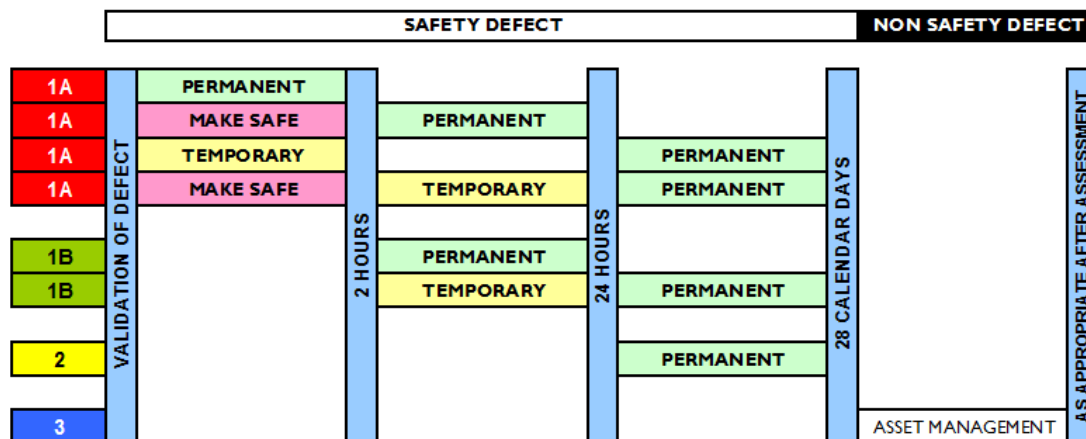 SAFETY DEFECT NON SAFETY DEFECT
1A PERMANENT
1A MAKE SAFE PERMANENT
1A TEMPORARY PERMANENT
1A MAKE SAFE TEMPORARY PERMANENT
1B PERMANENT
1B TEMPORARY PERMANENT
2 PERMANENT
3 ASSET MANAGEMENT
VALIDATION OF DEFECT
2 HOURS
24 HOURS
28 CALENDAR DAYS
AS APPROPRIATE AFTER ASSESSMENT